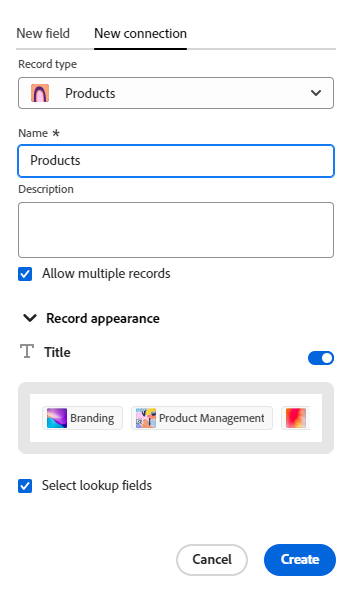 New field New connection
Record type
Products
Name *
Products
Description
Allow multiple records
Record appearance
Title
Branding Product Management
Select lookup fields
Cancel Create